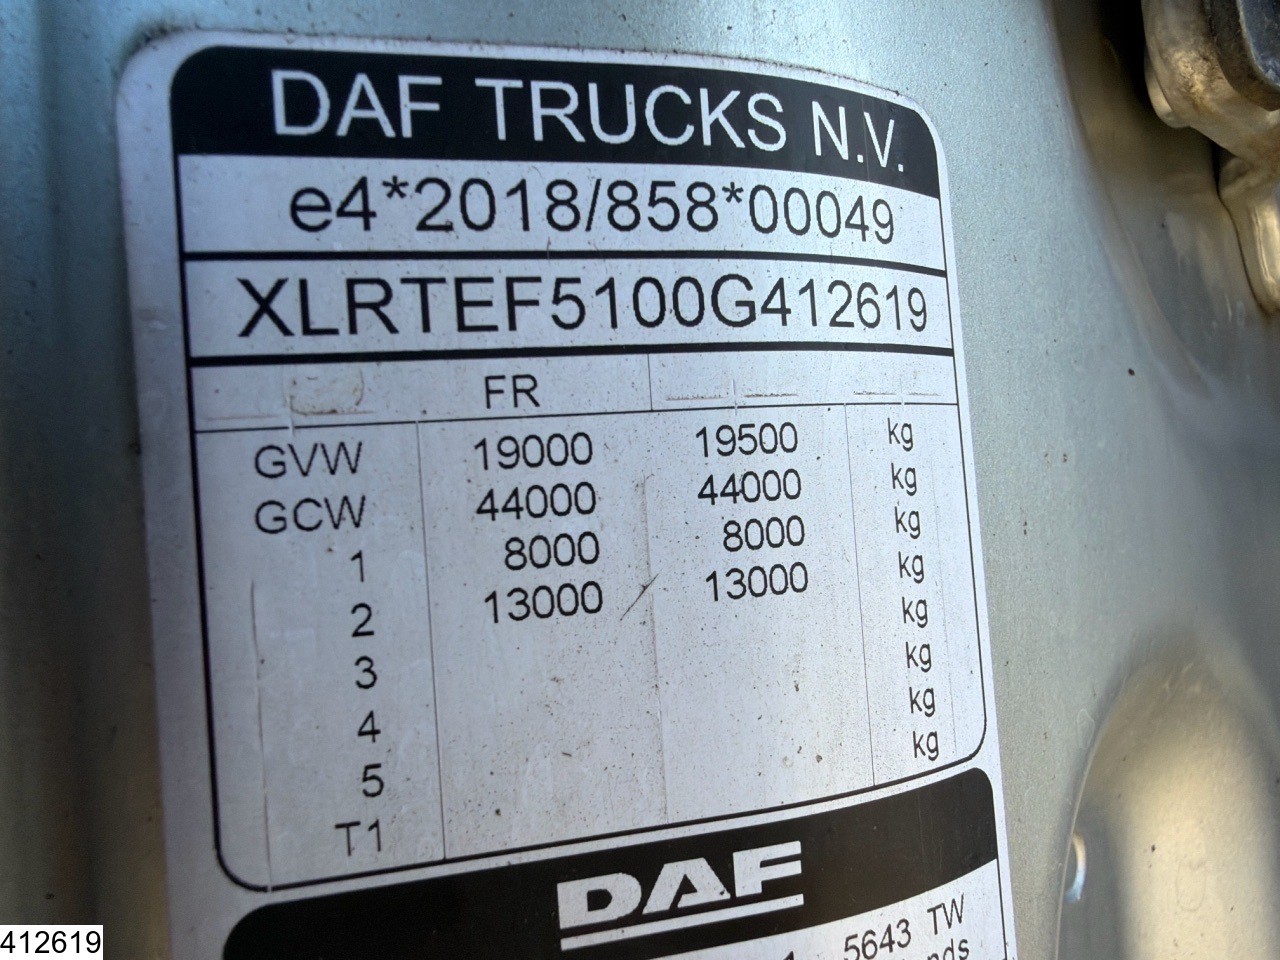 DAF TRUCKS N.V.
e4*2018/858*00049
XLRTEF5100G412619
FR
GVW 19000 19500 kg
GCW 44000 44000 kg
1 8000 8000 kg
2 13000 13000 kg
3 kg
4 kg
5 kg
T1 kg
DAF
5643 TW
412619